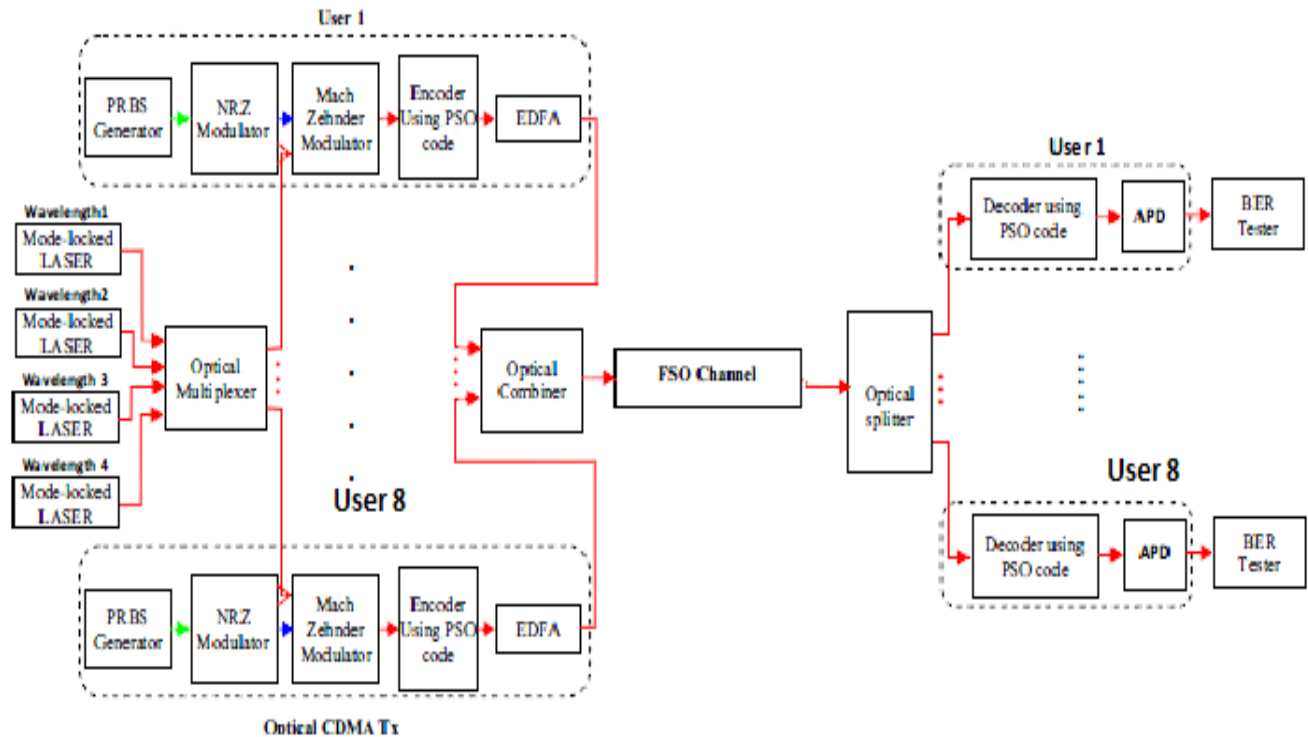 User 1
PRBS
Generator
NRZ
Modulator
Mach
Zehnder
Modulator
Encoder
Using PSO
code
EDFA
Wavelength1
Mode-locked
LASER
Wavelength2
Mode-locked
LASER
Wavelength 3
Mode-locked
LASER
Wavelength 4
Mode-locked
LASER
Optical
Multiplexer
User 8
PRBS
Generator
NRZ
Modulator
Mach
Zehnder
Modulator
Encoder
Using PSO
code
EDFA
Optical CDMA Tx
Optical
Combiner
FSO Channel
Optical
splitter
User 1
Decoder using
PSO code
APD
BER
Tester
User 8
Decoder using
PSO code
APD
BER
Tester